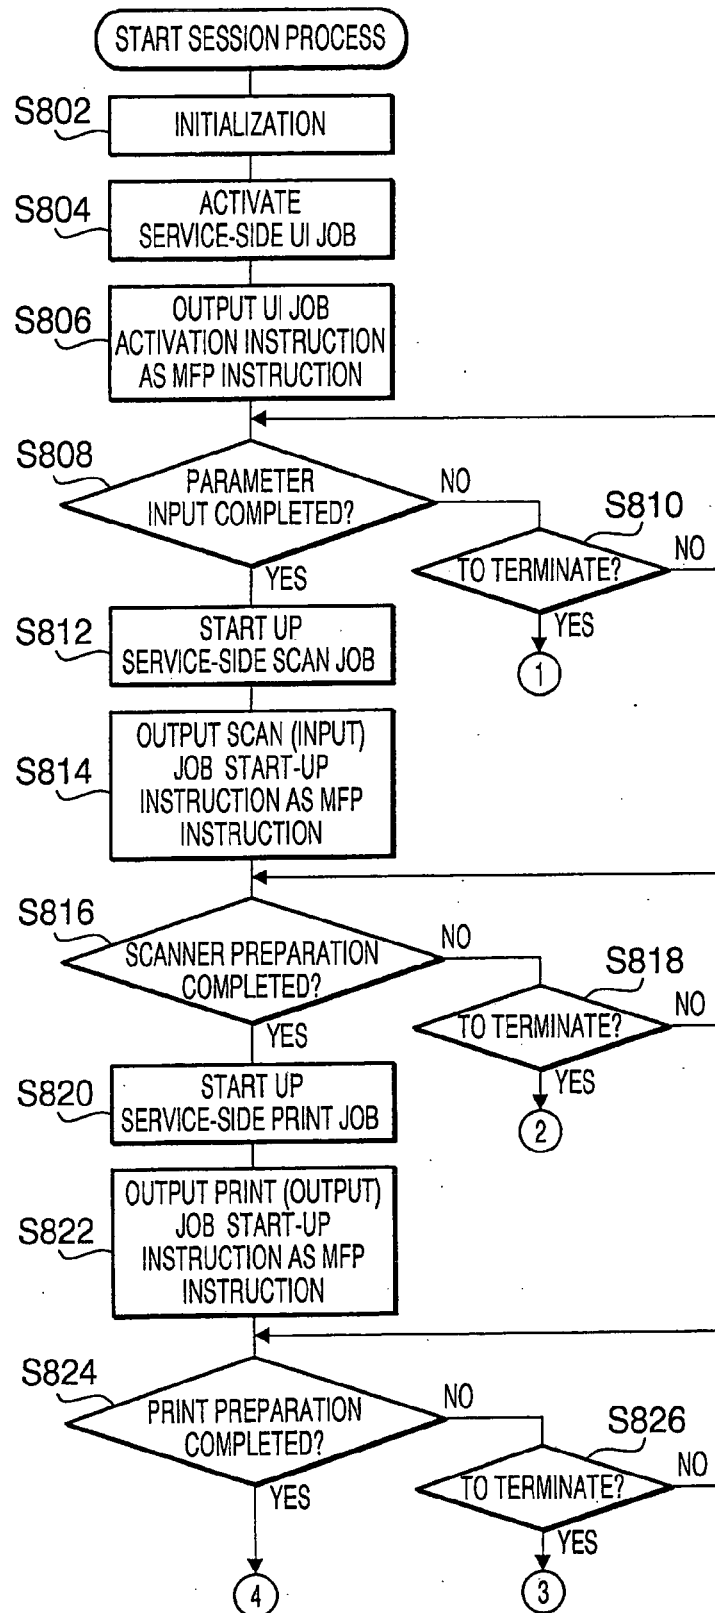 START SESSION PROCESS
S802
INITIALIZATION
S804
ACTIVATE
SERVICE-SIDE UI JOB
S806
OUTPUT UI JOB
ACTIVATION INSTRUCTION
AS MFP INSTRUCTION
S808
PARAMETER
INPUT COMPLETED?
NO
YES
S810
TO TERMINATE?
NO
YES
1
S812
START UP
SERVICE-SIDE SCAN JOB
S814
OUTPUT SCAN (INPUT)
JOB START-UP
INSTRUCTION AS MFP
INSTRUCTION
S816
SCANNER PREPARATION
COMPLETED?
NO
YES
S818
TO TERMINATE?
NO
YES
2
S820
START UP
SERVICE-SIDE PRINT JOB
S822
OUTPUT PRINT (OUTPUT)
JOB START-UP
INSTRUCTION AS MFP
INSTRUCTION
S824
PRINT PREPARATION
COMPLETED?
NO
YES
S826
TO TERMINATE?
NO
YES
4
3